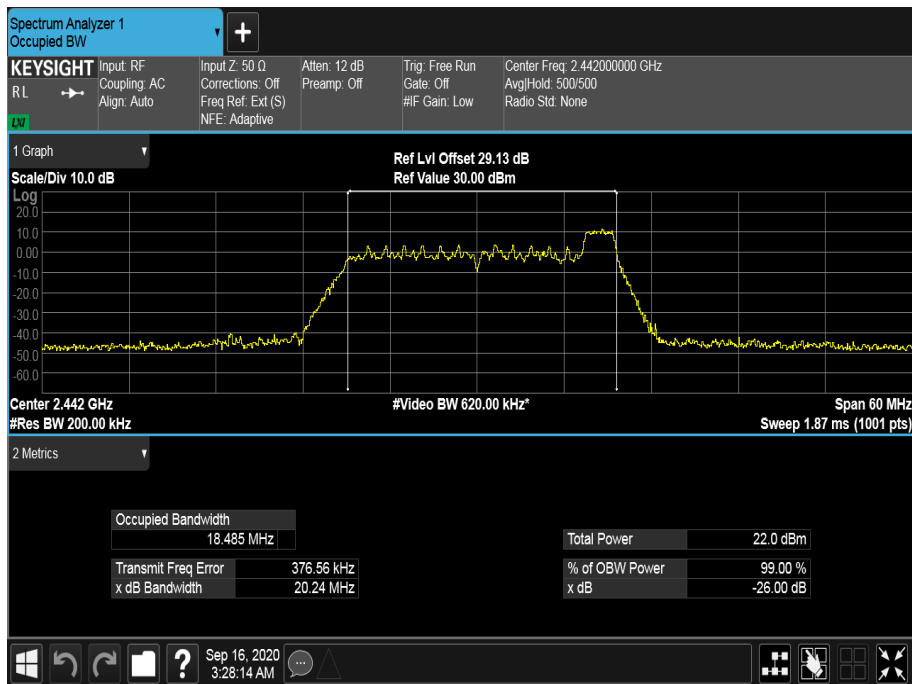 Spectrum Analyzer 1
Occupied BW
KEYSIGHT
RL
LXI
Input: RF
Coupling: AC
Align: Auto
Input Z: 50 Ω
Corrections: Off
Freq Ref: Ext (S)
NFE: Adaptive
Atten: 12 dB
Preamp: Off
Trig: Free Run
Gate: Off
#IF Gain: Low
Center Freq: 2.442000000 GHz
Avg|Hold: 500/500
Radio Std: None
1 Graph
Scale/Div 10.0 dB
Ref Lvl Offset 29.13 dB
Ref Value 30.00 dBm
Log
20.0
10.0
0.00
-10.0
-20.0
-30.0
-40.0
-50.0
-60.0
Center 2.442 GHz
#Video BW 620.00 kHz*
Span 60 MHz
#Res BW 200.00 kHz
Sweep 1.87 ms (1001 pts)
2 Metrics
Occupied Bandwidth
18.485 MHz
Total Power 22.0 dBm
Transmit Freq Error 376.56 kHz
% of OBW Power 99.00 %
x dB Bandwidth 20.24 MHz
x dB -26.00 dB
?
Sep 16, 2020
3:28:14 AM